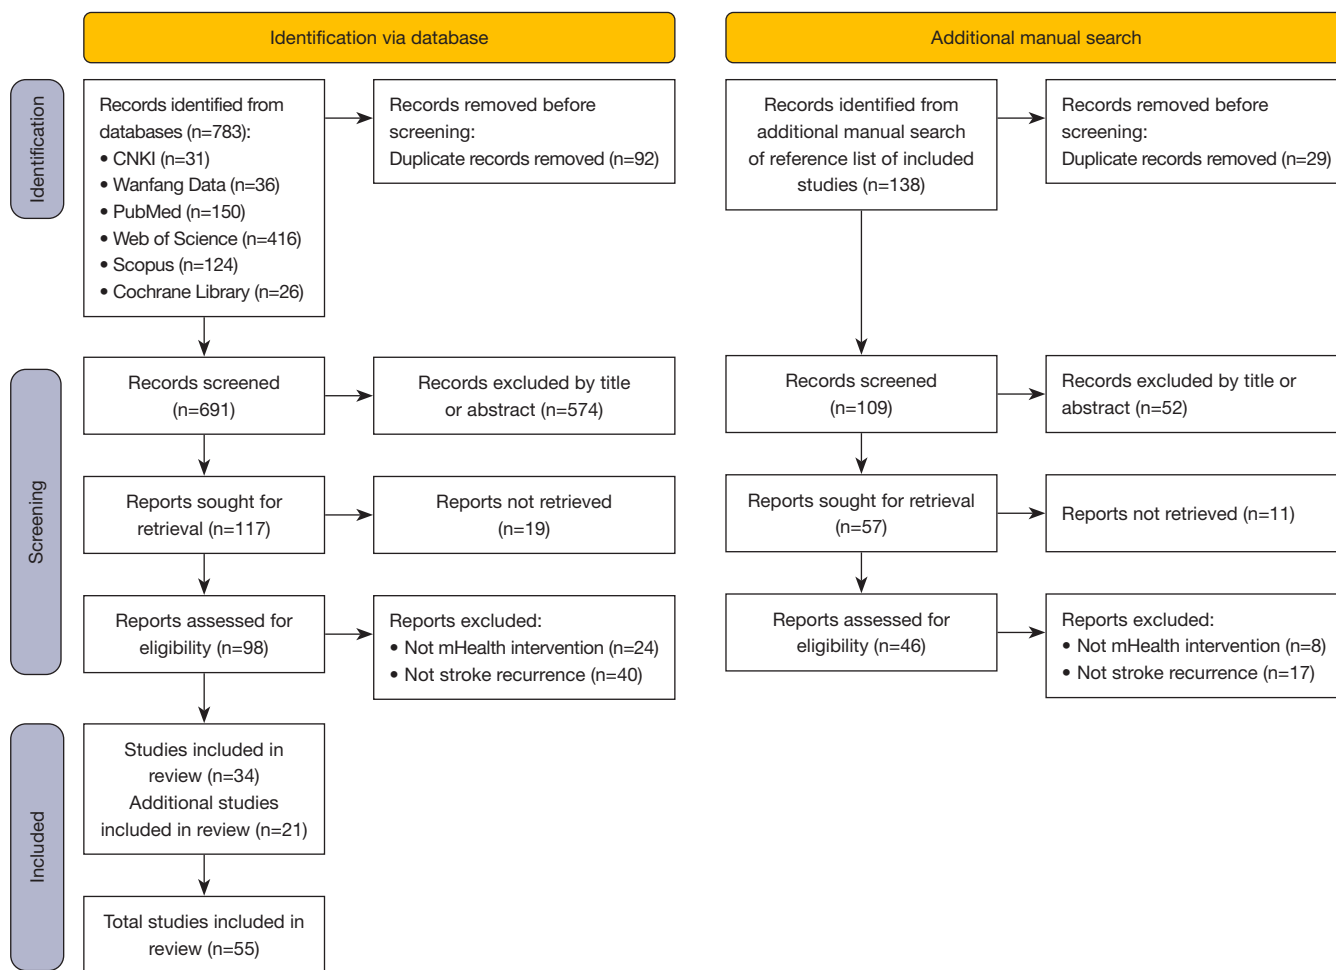 Identification via database
Additional manual search
Identification
Records identified from
databases (n=783):
• CNKI (n=31)
• Wanfang Data (n=36)
• PubMed (n=150)
• Web of Science (n=416)
• Scopus (n=124)
• Cochrane Library (n=26)
Records removed before
screening:
Duplicate records removed (n=92)
Records identified from
additional manual search
of reference list of included
studies (n=138)
Records removed before
screening:
Duplicate records removed (n=29)
Screening
Records screened
(n=691)
Records excluded by title
or abstract (n=574)
Records screened
(n=109)
Records excluded by title or
abstract (n=52)
Reports sought for
retrieval (n=117)
Reports not retrieved
(n=19)
Reports sought for retrieval
(n=57)
Reports not retrieved (n=11)
Reports assessed for
eligibility (n=98)
Reports excluded:
• Not mHealth intervention (n=24)
• Not stroke recurrence (n=40)
Reports assessed for
eligibility (n=46)
Reports excluded:
• Not mHealth intervention (n=8)
• Not stroke recurrence (n=17)
Included
Studies included in
review (n=34)
Additional studies
included in review (n=21)
Total studies included in
review (n=55)